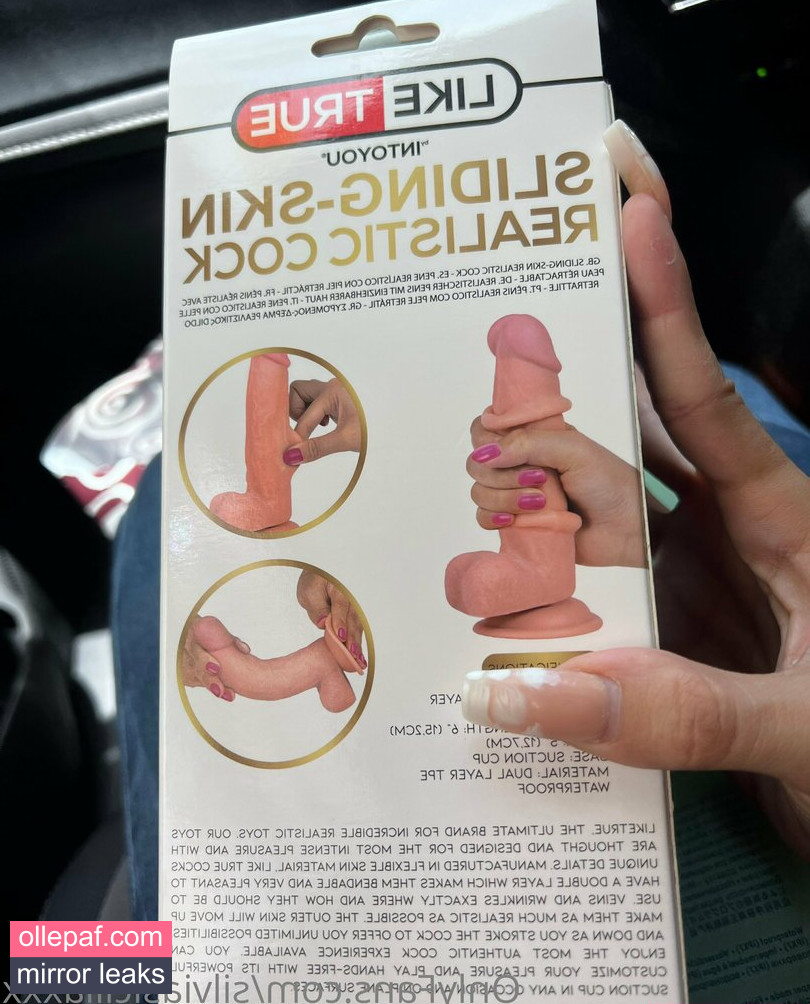 LIKE TRUE
by INTOYOU®
SLIDING-SKIN
REALISTIC COCK
GB. SLIDING-SKIN REALISTIC COCK - ES. PENE REALÍSTICO CON PIEL RETRÁCTIL - FR. PÉNIS RÉALISTE AVEC
PEAU RÉTRACTABLE - DE. REALISTISCHER PENIS MIT EINZIEHBARER HAUT - IT. PENE REALISTICO CON PELLE
RETRATTILE - PT. PÉNIS REALÍSTICO COM PELE RETRÁTIL - GR.
6" (15,2CM)
5" (12,7CM)
BASE: SUCTION CUP
MATERIAL: DUAL LAYER TPE
WATERPROOF
LIKETRUE. THE ULTIMATE BRAND FOR INCREDIBLE REALISTIC TOYS. OUR TOYS
ARE THOUGHT AND DESIGNED FOR THE MOST INTENSE PLEASURE AND WITH
UNIQUE DETAILS. MANUFACTURED IN FLEXIBLE SKIN MATERIAL, LIKE TRUE COCKS
HAVE A DOUBLE LAYER WHICH MAKES THEM BENDABLE AND VERY PLEASANT TO
USE. VEINS AND WRINKLES EXACTLY WHERE AND HOW THEY SHOULD BE TO
MAKE THEM AS MUCH REALISTIC AS POSSIBLE. THE OUTER SKIN WILL MOVE UP
AND DOWN AS YOU STROKE THE COCK TO OFFER YOU UNLIMITED POSSIBILITIES.
ENJOY THE MOST AUTHENTIC COCK EXPERIENCE AVAILABLE. YOU CAN
CUSTOMIZE YOUR PLEASURE AND PLAY HANDS-FREE WITH ITS POWERFUL
SUCTION CUP IN ANY OCCASION AND ON PLANE SURFACES.
ollepaf.com
mirror leaks